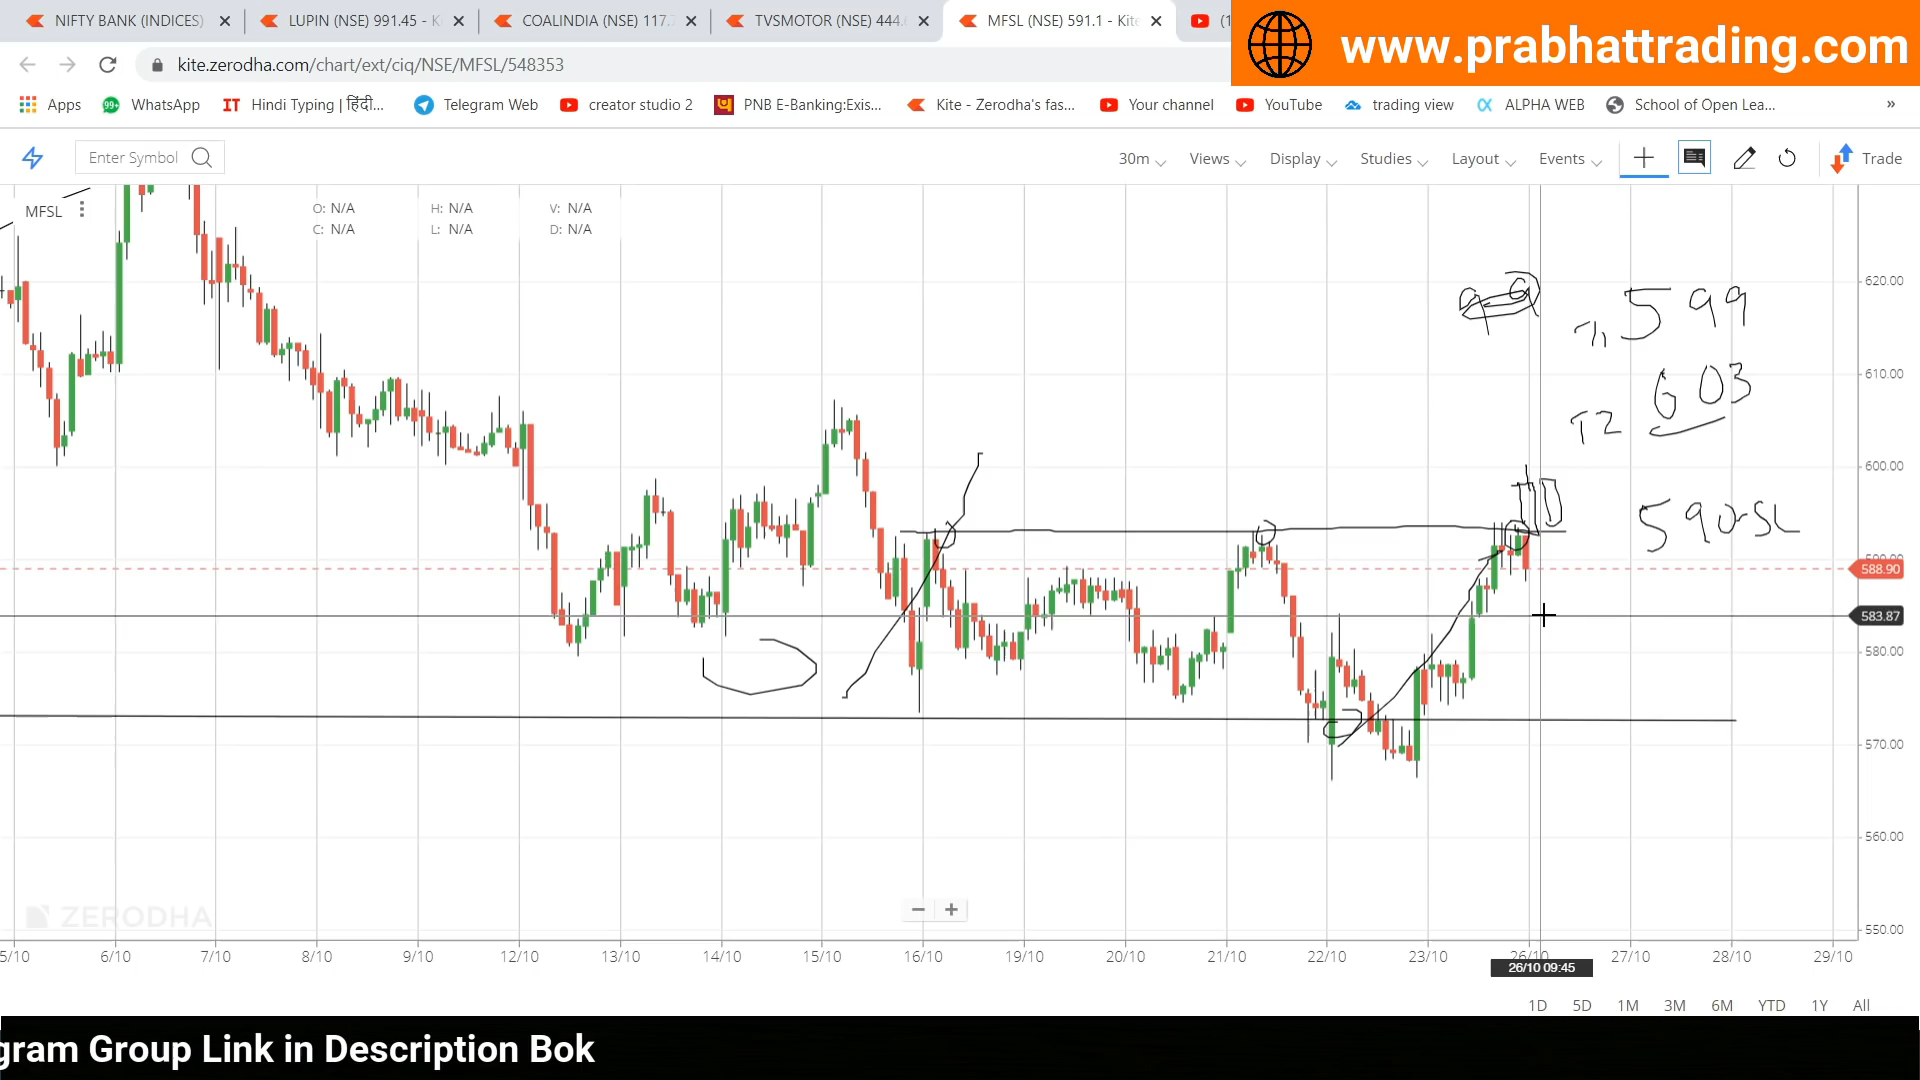 NIFTY BANK (INDICES)
LUPIN (NSE) 991.45 - K
COALINDIA (NSE) 117.
TVSMOTOR (NSE) 444.
MFSL (NSE) 591.1 - Kite
(1
www.prabhattrading.com
kite.zerodha.com/chart/ext/ciq/NSE/MFSL/548353
Apps
99+
WhatsApp
IT
Hindi Typing | हिंदी...
Telegram Web
creator studio 2
PNB E-Banking:Exis...
Kite - Zerodha's fas...
Your channel
YouTube
trading view
ALPHA WEB
School of Open Lea...
»
Enter Symbol
30m
Views
Display
Studies
Layout
Events
Trade
MFSL
O: N/A
H: N/A
V: N/A
C: N/A
L: N/A
D: N/A
620.00
599
610.00
603
T2
600.00
590-SL
590.00
588.90
583.87
580.00
570.00
560.00
ZERODHA
550.00
5/10 6/10 7/10 8/10 9/10 12/10 13/10 14/10 15/10 16/10 19/10 20/10 21/10 22/10 23/10 26/10 27/10 28/10 29/10
26/10 09:45
1D 5D 1M 3M 6M YTD 1Y All
gram Group Link in Description Bok